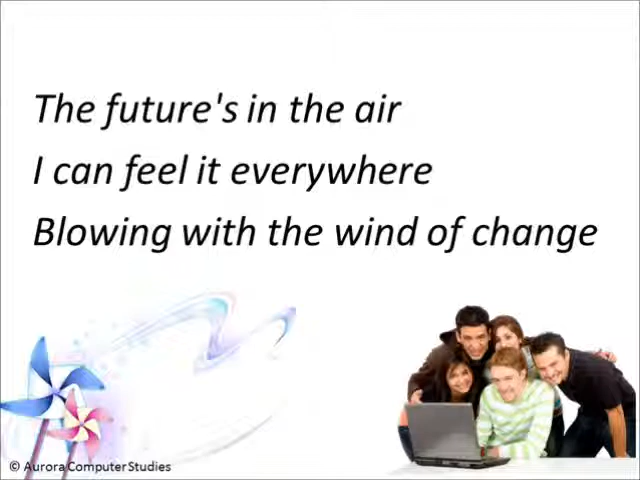 The future's in the air
I can feel it everywhere
Blowing with the wind of change
© Aurora Computer Studies